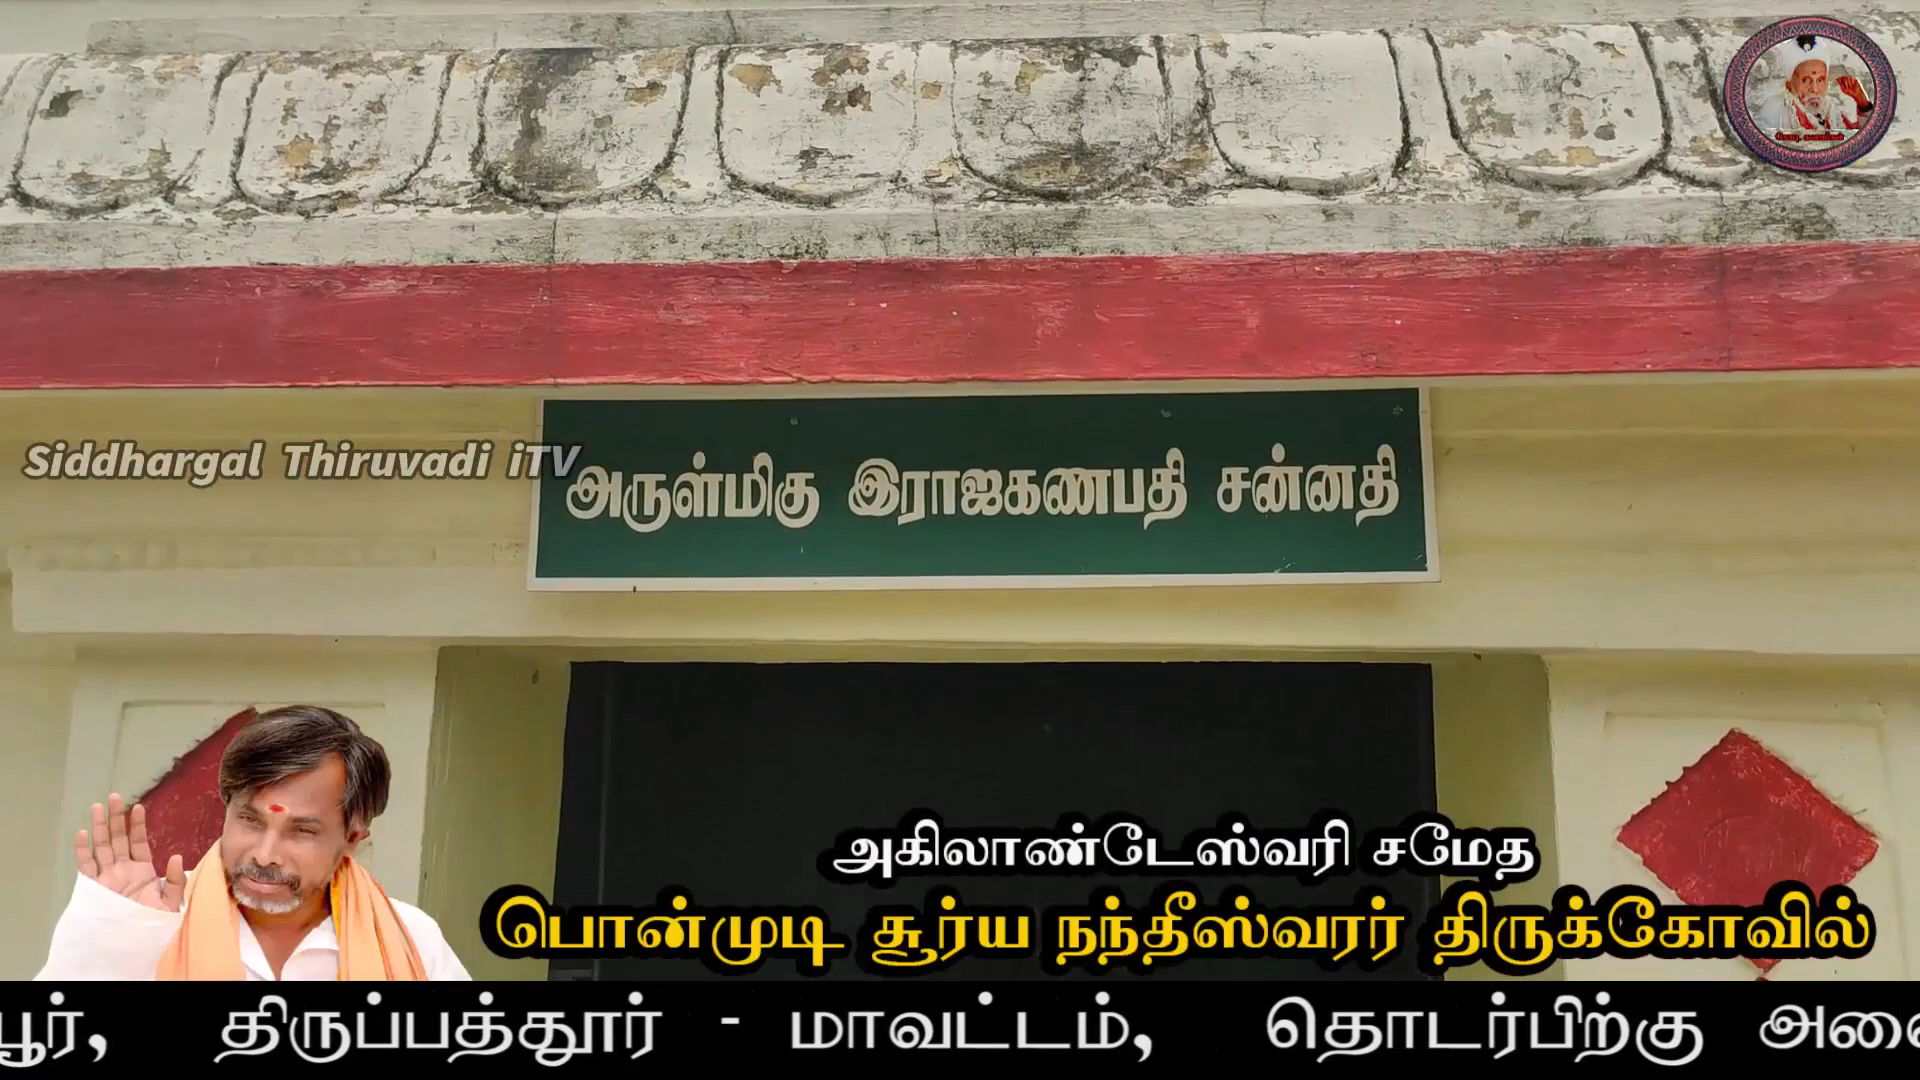 Siddhargal Thiruvadi iTV
அருள்மிகு இராஜகணபதி சன்னதி
அகிலாண்டேஸ்வரி சமேத
பொன்முடி சூர்ய நந்தீஸ்வரர் திருக்கோவில்
திருப்பத்தூர் - மாவட்டம், தொடர்பிற்கு